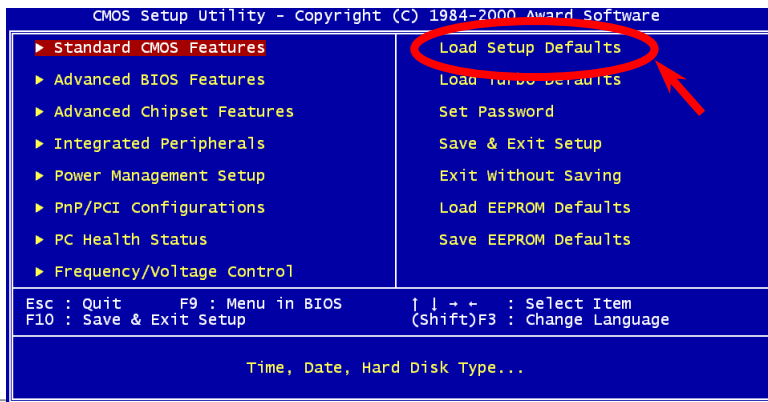 CMOS Setup Utility - Copyright (C) 1984-2000 Award Software
▶ Standard CMOS Features
▶ Advanced BIOS Features
▶ Advanced Chipset Features
▶ Integrated Peripherals
▶ Power Management Setup
▶ PnP/PCI Configurations
▶ PC Health Status
▶ Frequency/Voltage Control
Load Setup Defaults
Load Turbo Defaults
Set Password
Save & Exit Setup
Exit Without Saving
Load EEPROM Defaults
Save EEPROM Defaults
Esc : Quit F9 : Menu in BIOS
F10 : Save & Exit Setup
↑ ↓ → ← : Select Item
(Shift)F3 : Change Language
Time, Date, Hard Disk Type...